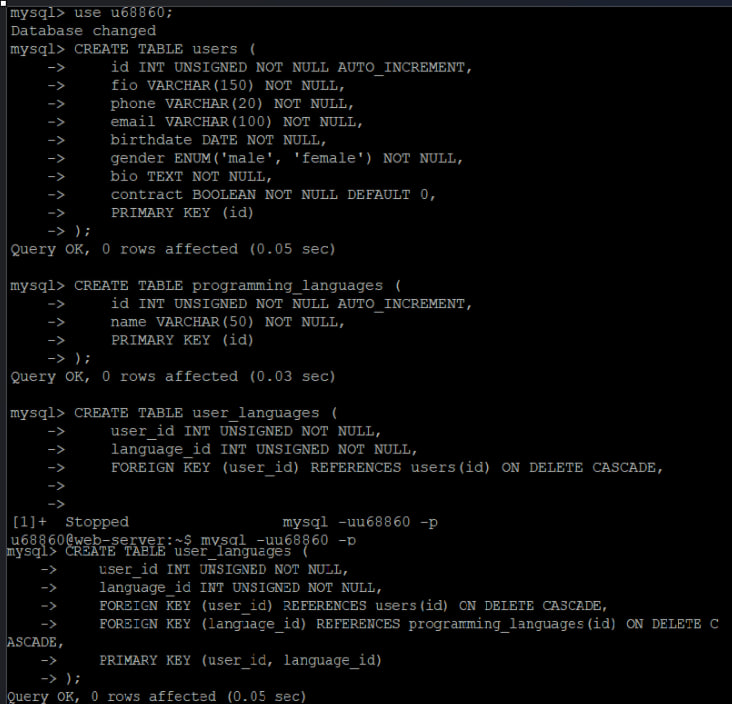 mysql> use u68860;
Database changed
mysql> CREATE TABLE users (
    ->     id INT UNSIGNED NOT NULL AUTO_INCREMENT,
    ->     fio VARCHAR(150) NOT NULL,
    ->     phone VARCHAR(20) NOT NULL,
    ->     email VARCHAR(100) NOT NULL,
    ->     birthdate DATE NOT NULL,
    ->     gender ENUM('male', 'female') NOT NULL,
    ->     bio TEXT NOT NULL,
    ->     contract BOOLEAN NOT NULL DEFAULT 0,
    ->     PRIMARY KEY (id)
    -> );
Query OK, 0 rows affected (0.05 sec)

mysql> CREATE TABLE programming_languages (
    ->     id INT UNSIGNED NOT NULL AUTO_INCREMENT,
    ->     name VARCHAR(50) NOT NULL,
    ->     PRIMARY KEY (id)
    -> );
Query OK, 0 rows affected (0.03 sec)

mysql> CREATE TABLE user_languages (
    ->     user_id INT UNSIGNED NOT NULL,
    ->     language_id INT UNSIGNED NOT NULL,
    ->     FOREIGN KEY (user_id) REFERENCES users(id) ON DELETE CASCADE,
    ->
    ->
[1]+  Stopped                 mysql -uu68860 -p
u68860@web-server:~$ mysql -uu68860 -p
mysql> CREATE TABLE user_languages (
    ->     user_id INT UNSIGNED NOT NULL,
    ->     language_id INT UNSIGNED NOT NULL,
    ->     FOREIGN KEY (user_id) REFERENCES users(id) ON DELETE CASCADE,
    ->     FOREIGN KEY (language_id) REFERENCES programming_languages(id) ON DELETE C
ASCADE,
    ->     PRIMARY KEY (user_id, language_id)
    -> );
Query OK, 0 rows affected (0.05 sec)